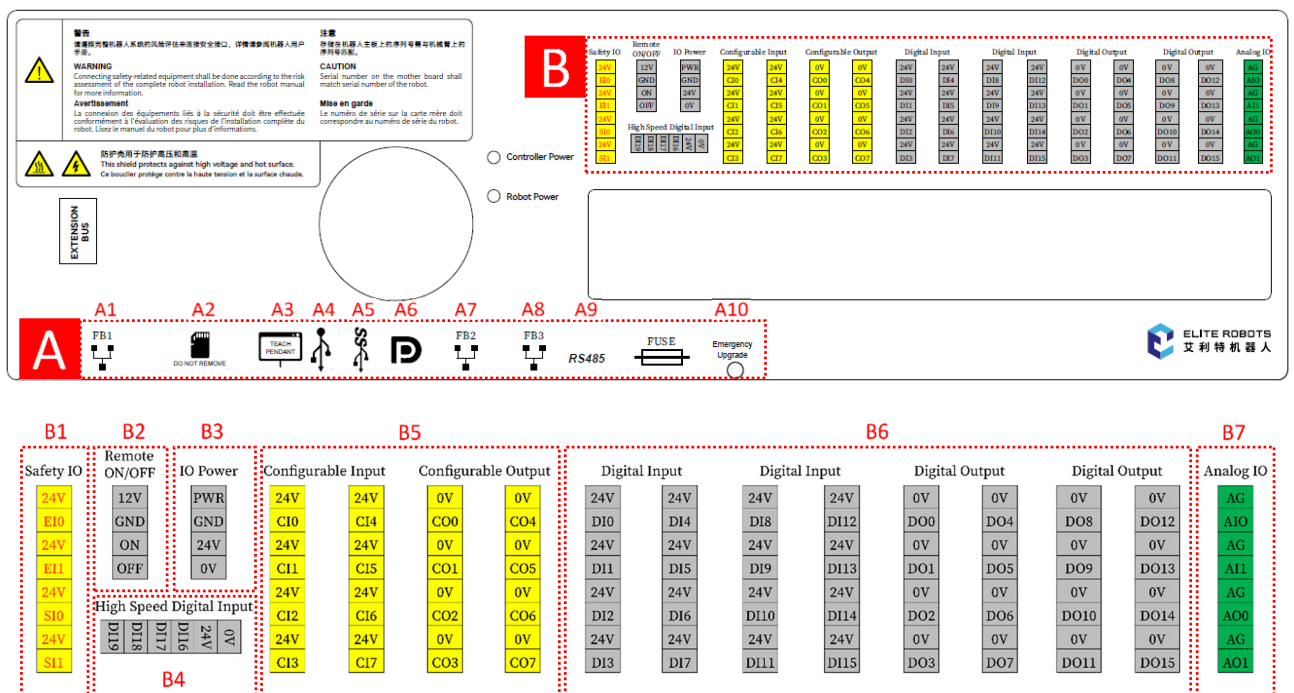 警告
请遵照完整机器人系统的风险评估来连接安全接口，详情请参阅机器人用户
手册。
WARNING
Connecting safety-related equipment shall be done according to the risk
assessment of the complete robot installation. Read the robot manual
for more information.
Avertissement
La connexion des équipements liés à la sécurité doit être effectuée
conformément à l'évaluation des risques de l'installation complète du
robot. Lisez le manuel du robot pour plus d'informations.
注意
存储在机器人主板上的序列号需与机械臂上的
序列号匹配。
CAUTION
Serial number on the mother board shall
match serial number of the robot.
Mise en garde
Le numéro de série sur la carte mère doit
correspondre au numéro de série du robot.
防护壳用于防护高压和高温
This shield protects against high voltage and hot surface.
Ce bouclier protège contre la haute tension et la surface chaude.
EXTENSION
BUS
Controller Power
Robot Power
B
Safety IO Remote ON/OFF IO Power Configurable Input Configurable Output Digital Input Digital Input Digital Output Digital Output Analog IO
24V 12V PWR 24V 24V 0V 0V 24V 24V 24V 24V 0V 0V 0V 0V AG
EI0 GND GND CI0 CI4 CO0 CO4 DI0 DI4 DI8 DI12 DO0 DO4 DO8 DO12 AIO
24V ON 24V 24V 24V 0V 0V 24V 24V 24V 24V 0V 0V 0V 0V AG
EI1 OFF 0V CI1 CI5 CO1 CO5 DI1 DI5 DI9 DI13 DO1 DO5 DO9 DO13 AI1
24V 24V 24V 0V 0V 24V 24V 24V 24V 0V 0V 0V 0V AG
High Speed Digital Input
SI0 CI2 CI6 CO2 CO6 DI2 DI6 DI10 DI14 DO2 DO6 DO10 DO14 AO0
DI19 DI18 DI17 DI16 24V 0V
24V 24V 24V 0V 0V 24V 24V 24V 24V 0V 0V 0V 0V AG
SI1 CI3 CI7 CO3 CO7 DI3 DI7 DI11 DI15 DO3 DO7 DO11 DO15 AO1
A1 A2 A3 A4 A5 A6 A7 A8 A9 A10
A
FB1
DO NOT REMOVE
TEACH
PENDANT
SS
D
FB2
FB3
RS485
FUSE
Emergency
Upgrade
ELITE ROBOTS
艾利特机器人
B1 B2 B3 B5 B6 B7
Safety IO Remote ON/OFF IO Power Configurable Input Configurable Output Digital Input Digital Input Digital Output Digital Output Analog IO
24V 12V PWR 24V 24V 0V 0V 24V 24V 24V 24V 0V 0V 0V 0V AG
EI0 GND GND CI0 CI4 CO0 CO4 DI0 DI4 DI8 DI12 DO0 DO4 DO8 DO12 AIO
24V ON 24V 24V 24V 0V 0V 24V 24V 24V 24V 0V 0V 0V 0V AG
EI1 OFF 0V CI1 CI5 CO1 CO5 DI1 DI5 DI9 DI13 DO1 DO5 DO9 DO13 AI1
24V 24V 24V 0V 0V 24V 24V 24V 24V 0V 0V 0V 0V AG
High Speed Digital Input
SI0 CI2 CI6 CO2 CO6 DI2 DI6 DI10 DI14 DO2 DO6 DO10 DO14 AO0
DI19 DI18 DI17 DI16 24V 0V
24V 24V 24V 0V 0V 24V 24V 24V 24V 0V 0V 0V 0V AG
SI1 CI3 CI7 CO3 CO7 DI3 DI7 DI11 DI15 DO3 DO7 DO11 DO15 AO1
B4